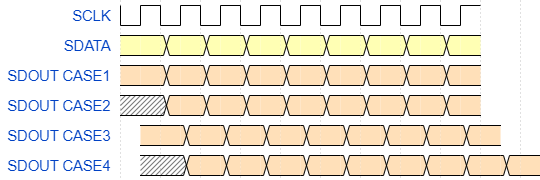 SCLK
SDATA
SDOUT CASE1
SDOUT CASE2
SDOUT CASE3
SDOUT CASE4